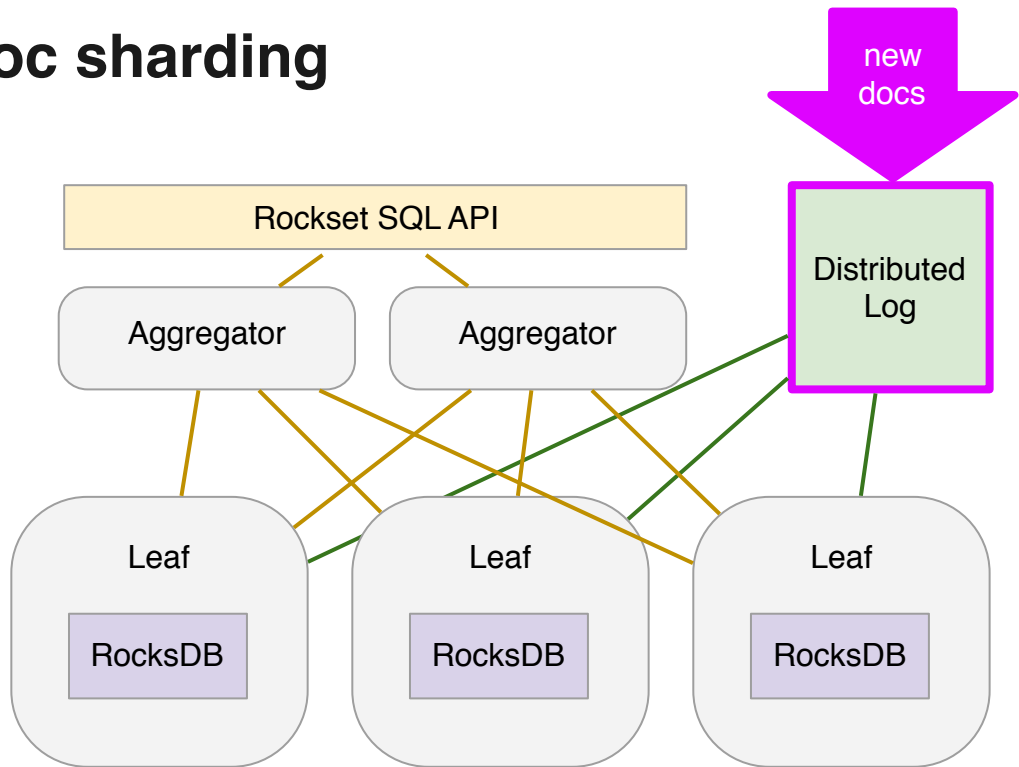 oc sharding
new
docs
Rockset SQL API
Distributed
Log
Aggregator
Aggregator
Leaf
Leaf
Leaf
RocksDB
RocksDB
RocksDB